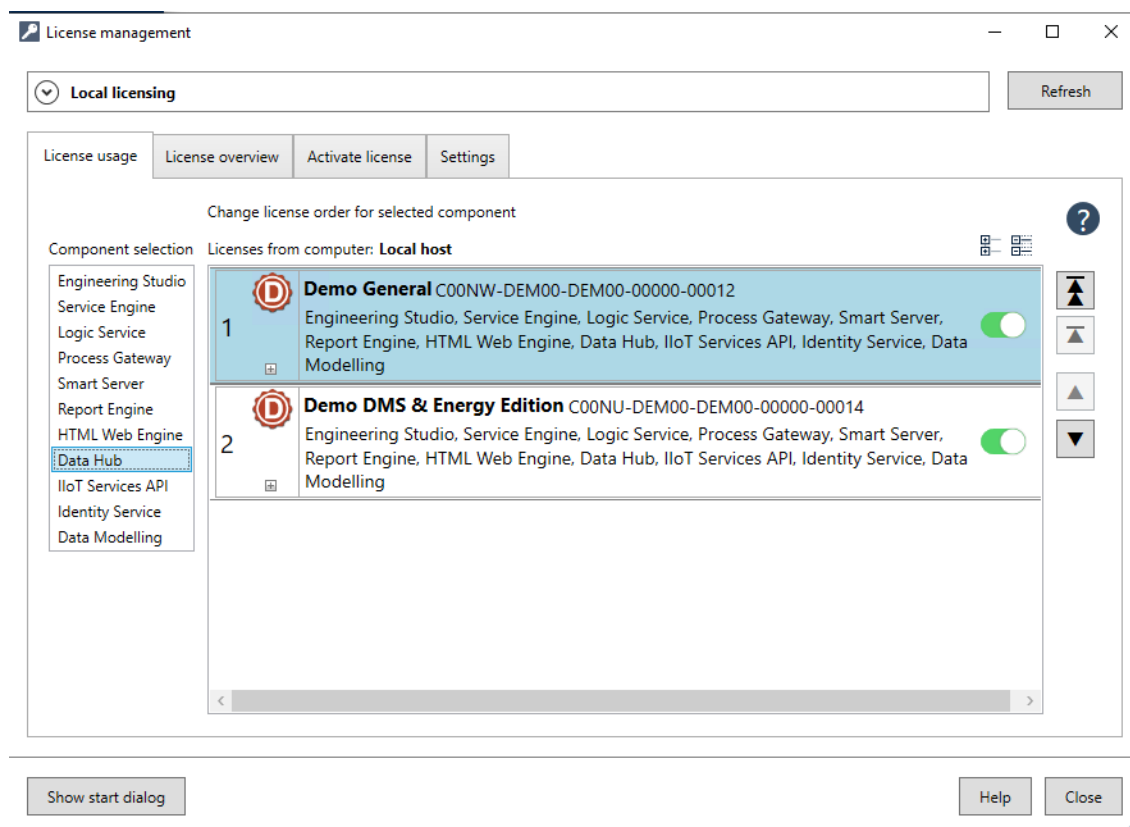 License management
Local licensing
Refresh
License usage
License overview
Activate license
Settings
Change license order for selected component
?
Component selection
Licenses from computer: Local host
Engineering Studio
Service Engine
Logic Service
Process Gateway
Smart Server
Report Engine
HTML Web Engine
Data Hub
IIoT Services API
Identity Service
Data Modelling
1
D
Demo General C00NW-DEM00-DEM00-00000-00012
Engineering Studio, Service Engine, Logic Service, Process Gateway, Smart Server,
Report Engine, HTML Web Engine, Data Hub, IIoT Services API, Identity Service, Data
Modelling
2
D
Demo DMS & Energy Edition C00NU-DEM00-DEM00-00000-00014
Engineering Studio, Service Engine, Logic Service, Process Gateway, Smart Server,
Report Engine, HTML Web Engine, Data Hub, IIoT Services API, Identity Service, Data
Modelling
Show start dialog
Help
Close